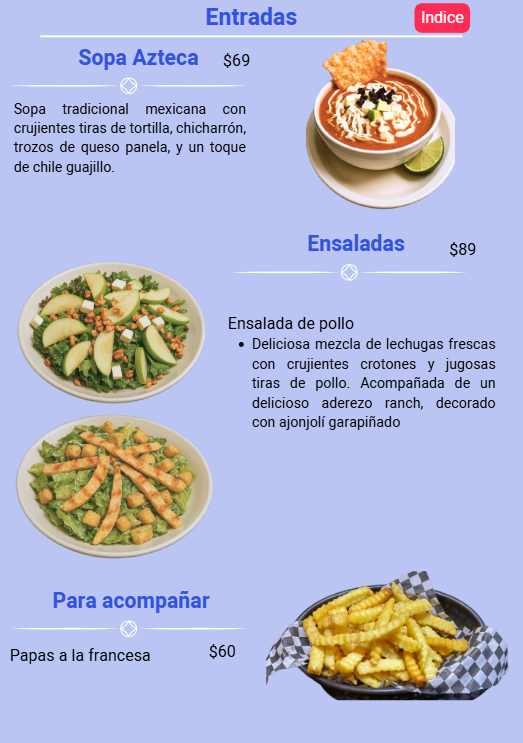 Entradas
Indice
Sopa Azteca
$69
Sopa tradicional mexicana con
crujientes tiras de tortilla, chicharrón,
trozos de queso panela, y un toque
de chile guajillo.
Ensaladas
$89
Ensalada de pollo
• Deliciosa mezcla de lechugas frescas
con crujientes crotones y jugosas
tiras de pollo. Acompañada de un
delicioso aderezo ranch, decorado
con ajonjolí garapiñado
Para acompañar
Papas a la francesa
$60